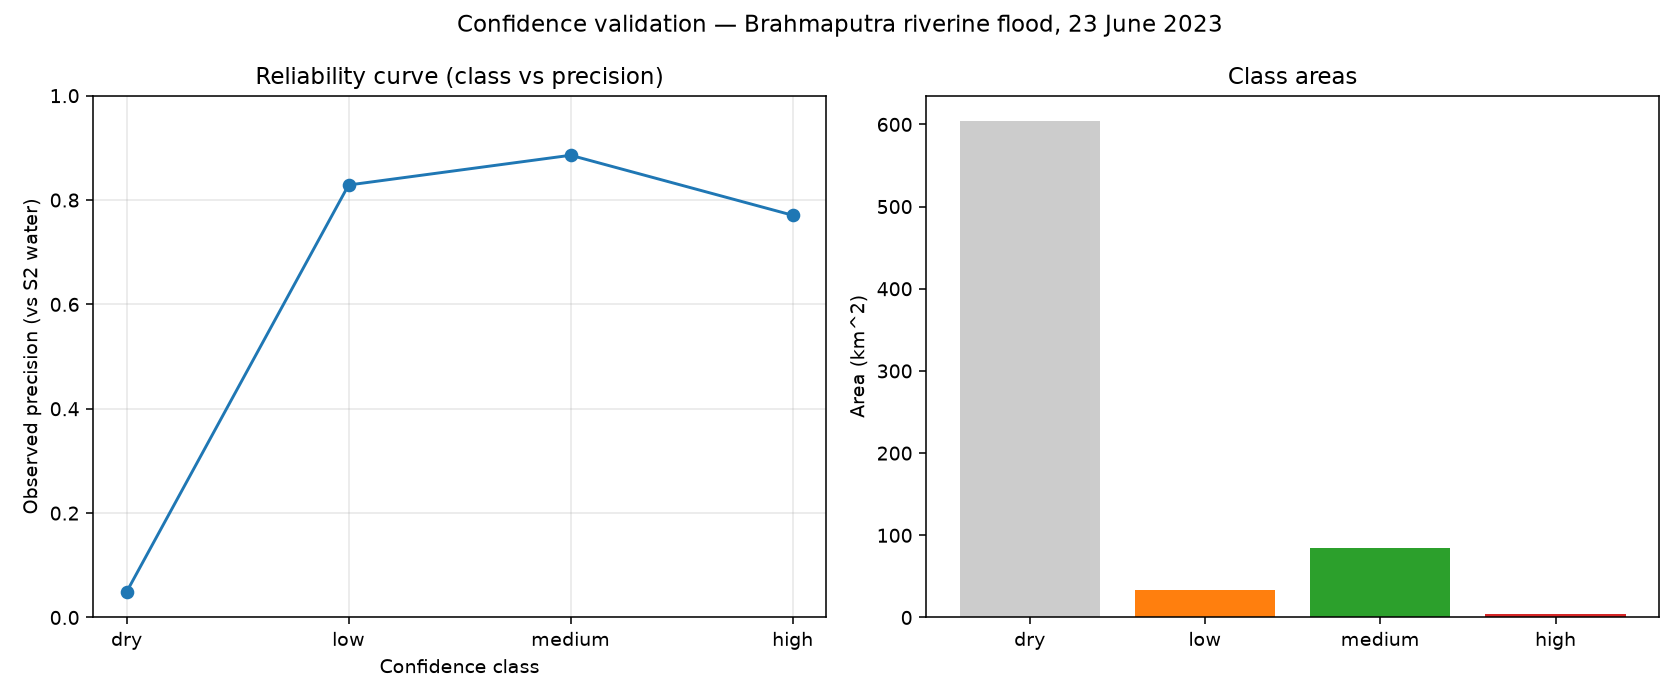 Confidence validation — Brahmaputra riverine flood, 23 June 2023
Reliability curve (class vs precision)
Observed precision (vs S2 water)
1.0
0.8
0.6
0.4
0.2
0.0
dry low medium high
Confidence class
Class areas
Area (km^2)
600
500
400
300
200
100
0
dry low medium high